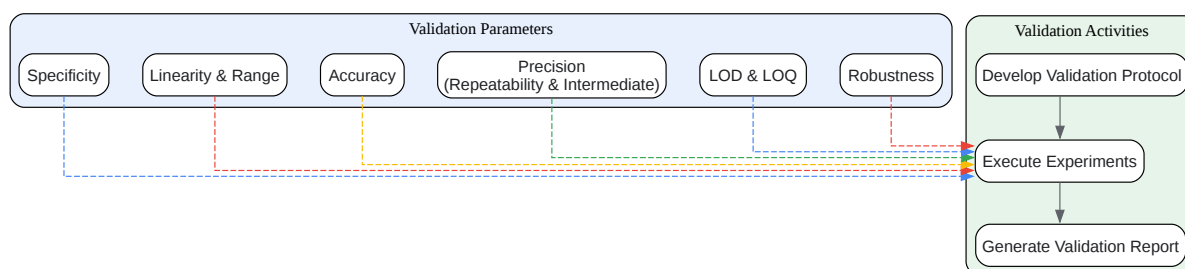 Validation Parameters
Specificity
Linearity & Range
Accuracy
Precision
(Repeatability & Intermediate)
LOD & LOQ
Robustness
Validation Activities
Develop Validation Protocol
Execute Experiments
Generate Validation Report